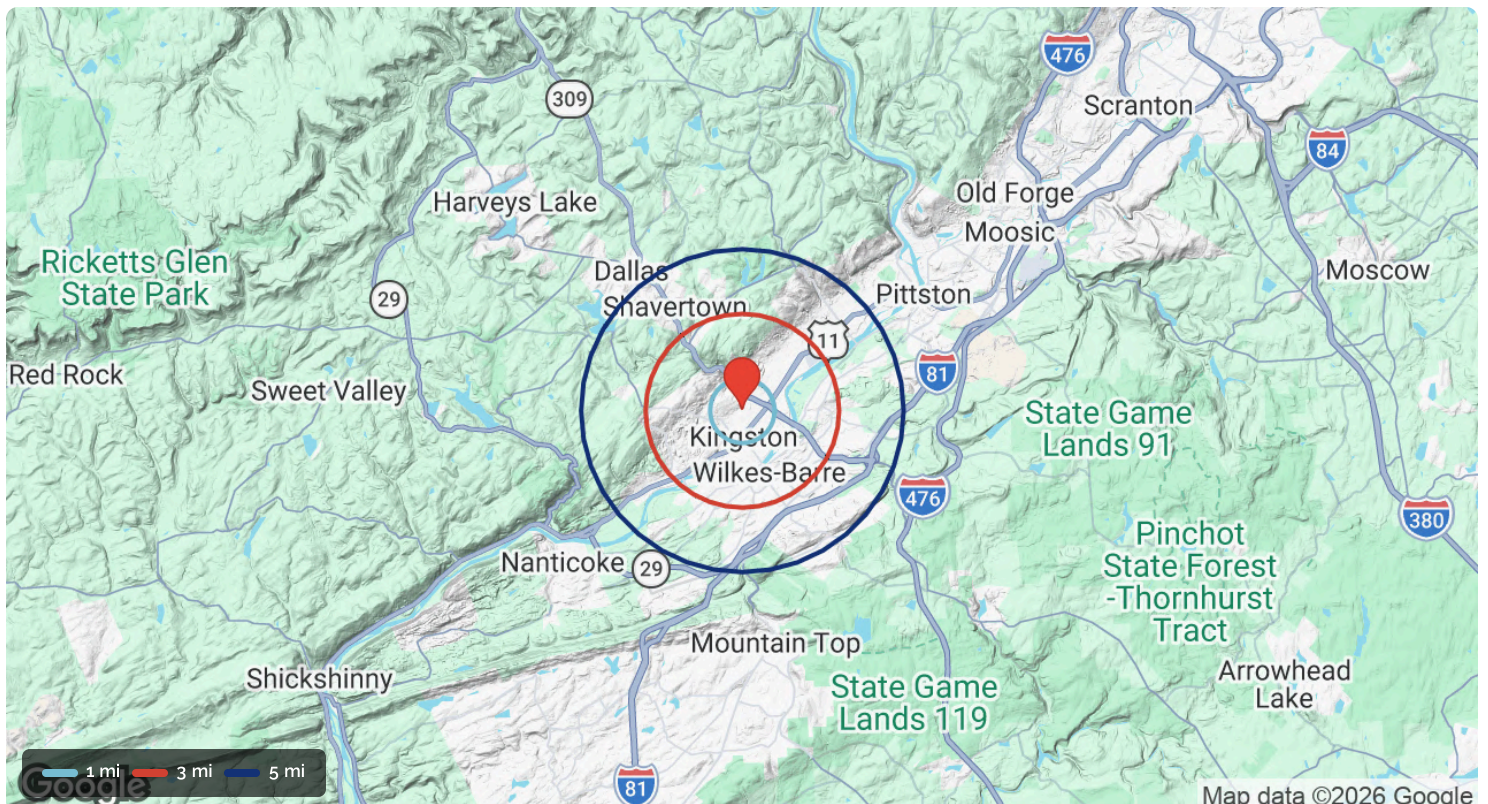 476
Scranton
309
84
Old Forge
Harveys Lake
Moosic
Ricketts Glen
State Park
Dallas
Moscow
29
Pittston
Shavertown
11
Red Rock
81
Sweet Valley
State Game
Lands 91
Kingston
Wilkes-Barre
476
380
Pinchot
State Forest
-Thornhurst
Tract
Nanticoke
29
Mountain Top
Shickshinny
Arrowhead
Lake
State Game
Lands 119
1 mi
3 mi
5 mi
Google
81
Map data ©2026 Google